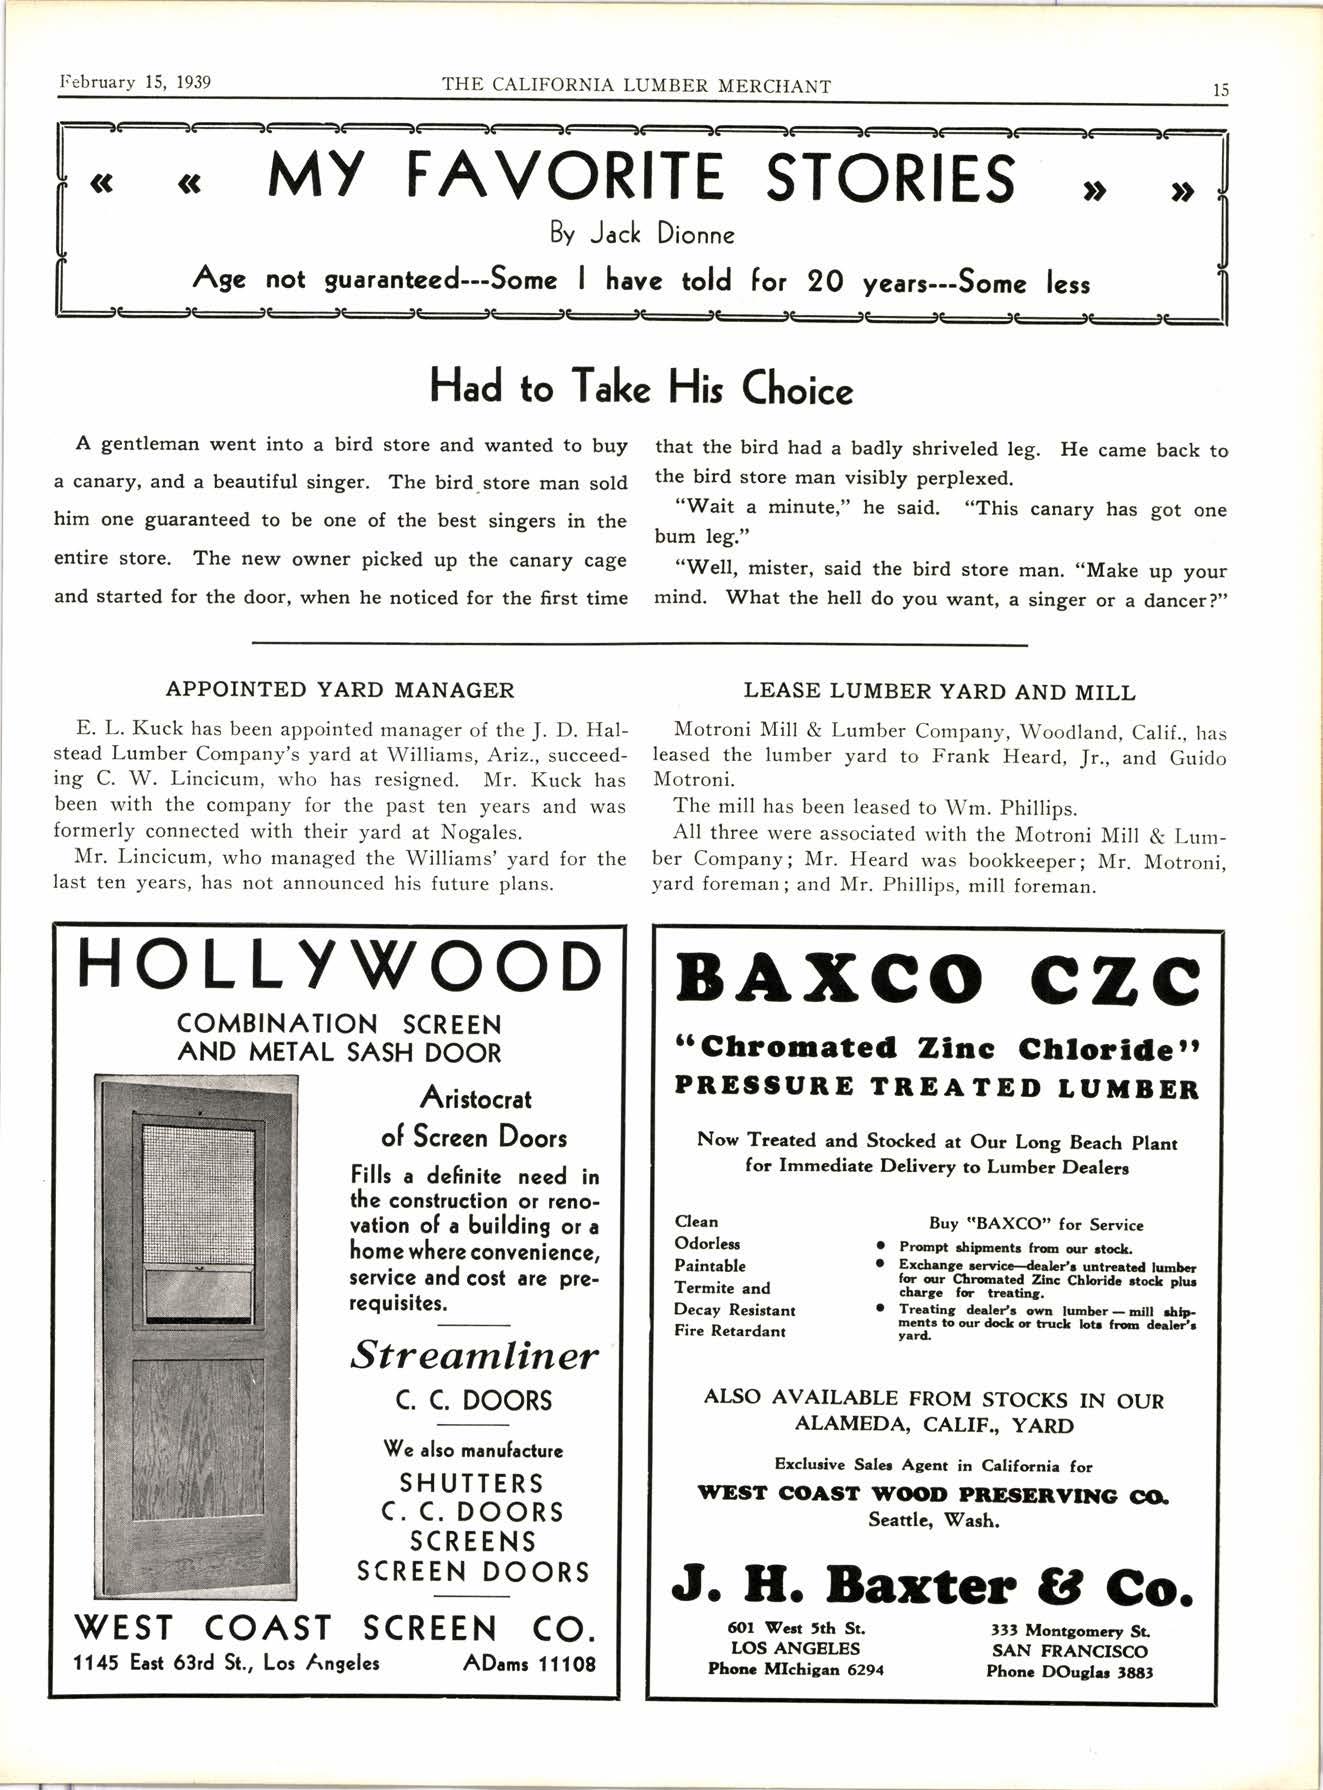 February 15, 1939
THE CALIFORNIA LUMBER MERCHANT
15
« « MY FAVORITE STORIES » »
By Jack Dionne
Age not guaranteed---Some I have told for 20 years---Some less
Had to Take His Choice
A gentleman went into a bird store and wanted to buy
a canary, and a beautiful singer. The bird store man sold
him one guaranteed to be one of the best singers in the
entire store. The new owner picked up the canary cage
and started for the door, when he noticed for the first time
that the bird had a badly shriveled leg. He came back to
the bird store man visibly perplexed.
"Wait a minute," he said. "This canary has got one
bum leg."
"Well, mister, said the bird store man. "Make up your
mind. What the hell do you want, a singer or a dancer?"
APPOINTED YARD MANAGER
E. L. Kuck has been appointed manager of the J. D. Hal-
stead Lumber Company's yard at Williams, Ariz., succeed-
ing C. W. Lincicum, who has resigned. Mr. Kuck has
been with the company for the past ten years and was
formerly connected with their yard at Nogales.
Mr. Lincicum, who managed the Williams' yard for the
last ten years, has not announced his future plans.
LEASE LUMBER YARD AND MILL
Motroni Mill & Lumber Company, Woodland, Calif., has
leased the lumber yard to Frank Heard, Jr., and Guido
Motroni.
The mill has been leased to Wm. Phillips.
All three were associated with the Motroni Mill & Lum-
ber Company; Mr. Heard was bookkeeper; Mr. Motroni,
yard foreman; and Mr. Phillips, mill foreman.
HOLLYWOOD
COMBINATION SCREEN
AND METAL SASH DOOR
Aristocrat
of Screen Doors
Fills a definite need in
the construction or reno-
vation of a building or a
home where convenience,
service and cost are pre-
requisites.
Streamliner
C. C. DOORS
We also manufacture
SHUTTERS
C. C. DOORS
SCREENS
SCREEN DOORS
WEST COAST SCREEN CO.
1145 East 63rd St., Los Angeles ADams 11108
BAXCO CZC
"Chromated Zinc Chloride"
PRESSURE TREATED LUMBER
Now Treated and Stocked at Our Long Beach Plant
for Immediate Delivery to Lumber Dealers
Clean
Odorless
Paintable
Termite and
Decay Resistant
Fire Retardant
Buy "BAXCO" for Service
• Prompt shipments from our stock.
• Exchange service—dealer's untreated lumber
for our Chromated Zinc Chloride stock plus
charge for treating.
• Treating dealer's own lumber — mill ship-
ments to our dock or truck lots from dealer's
yard.
ALSO AVAILABLE FROM STOCKS IN OUR
ALAMEDA, CALIF., YARD
Exclusive Sales Agent in California for
WEST COAST WOOD PRESERVING CO.
Seattle, Wash.
J. H. Baxter & Co.
601 West 5th St.
LOS ANGELES
Phone MIchigan 6294
333 Montgomery St.
SAN FRANCISCO
Phone DOuglas 3883